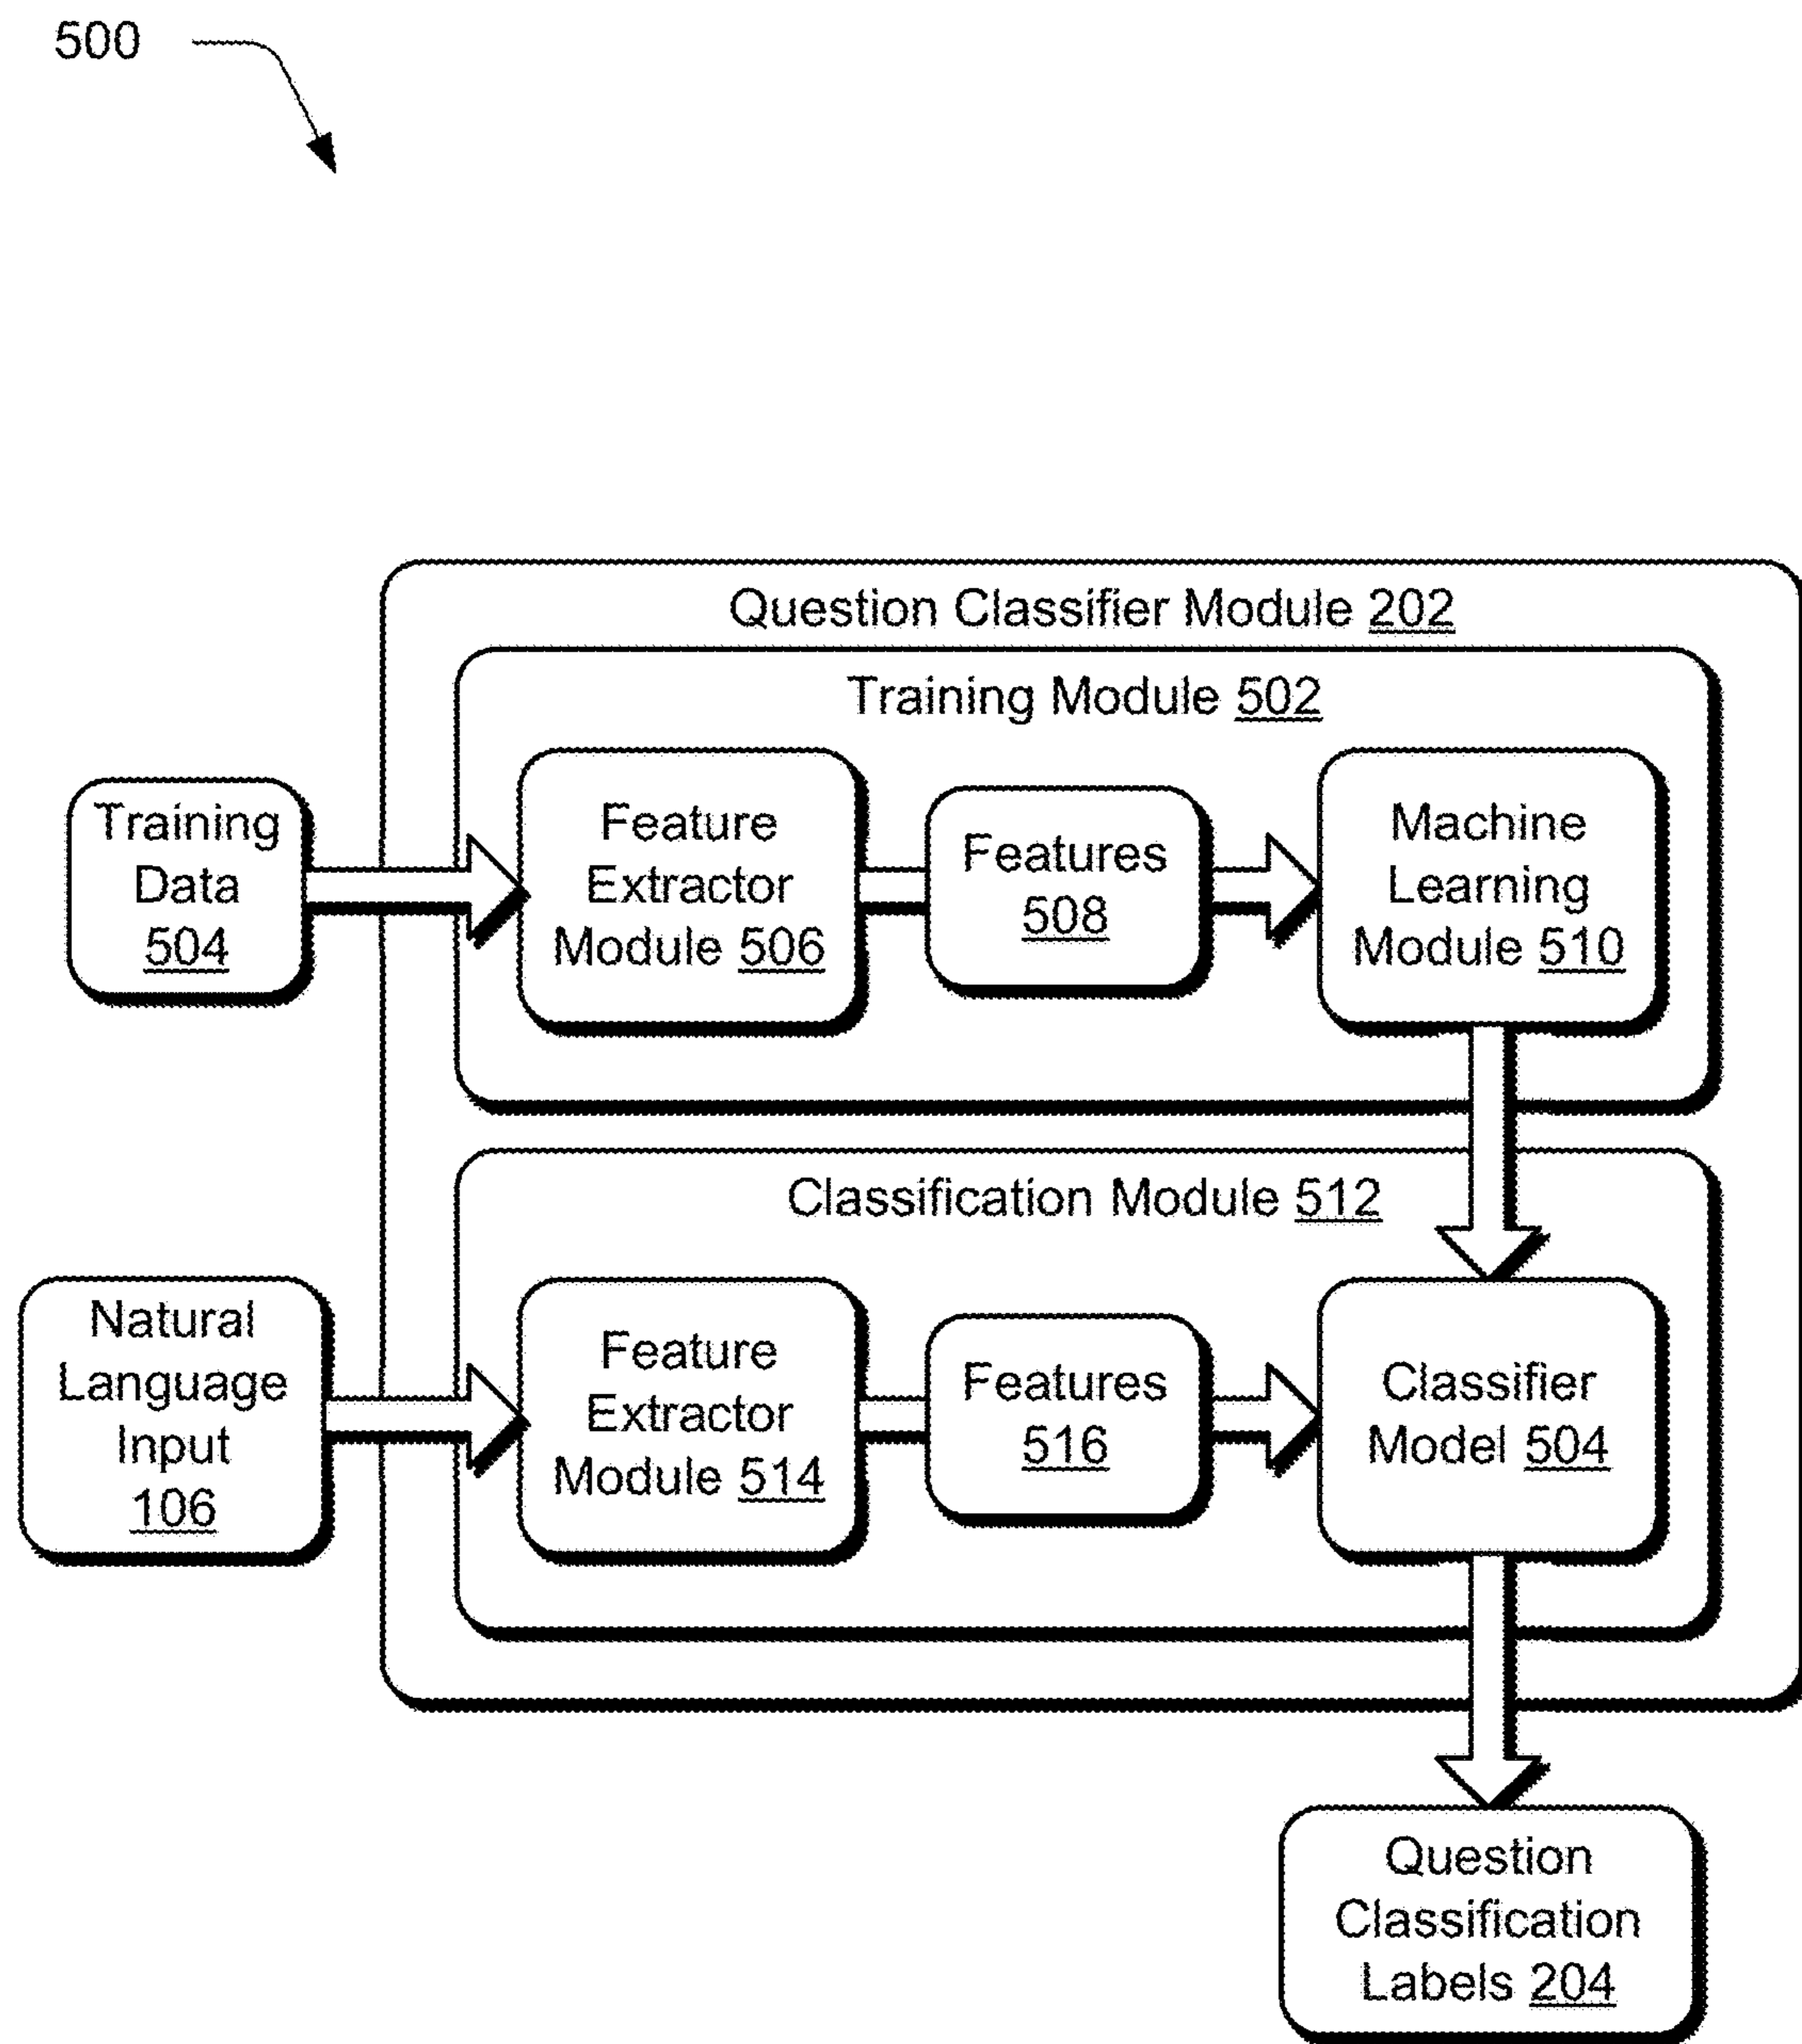 500
Question Classifier Module 202
Training Module 502
Training
Data
504
Feature
Extractor
Module 506
Features
508
Machine
Learning
Module 510
Classification Module 512
Natural
Language
Input
106
Feature
Extractor
Module 514
Features
516
Classifier
Model 504
Question
Classification
Labels 204